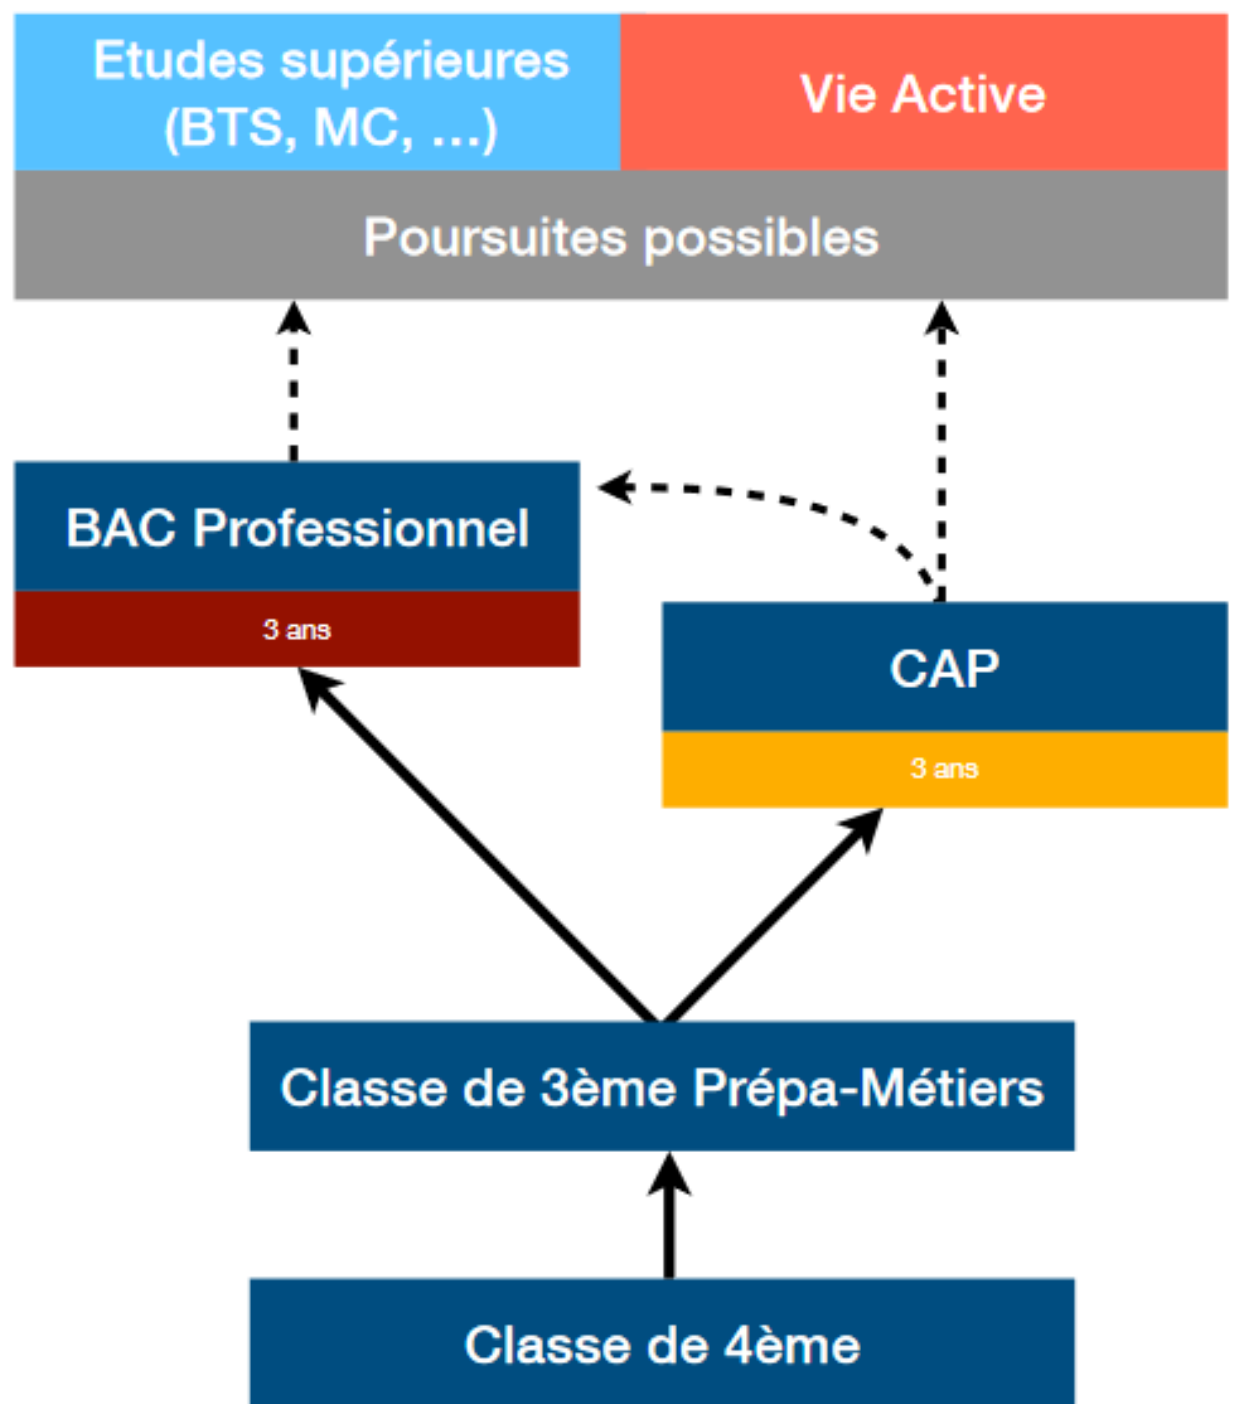 Etudes supérieures
(BTS, MC, ...)
Vie Active
Poursuites possibles
BAC Professionnel
3 ans
CAP
3 ans
Classe de 3ème Prépa-Métiers
Classe de 4ème